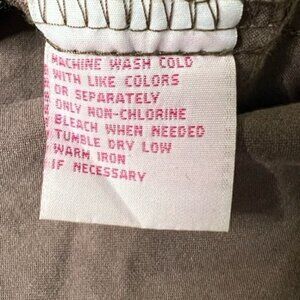 MACHINE WASH COLD
WITH LIKE COLORS
OR SEPARATELY
ONLY NON-CHLORINE
BLEACH WHEN NEEDED
TUMBLE DRY LOW
WARM IRON
IF NECESSARY